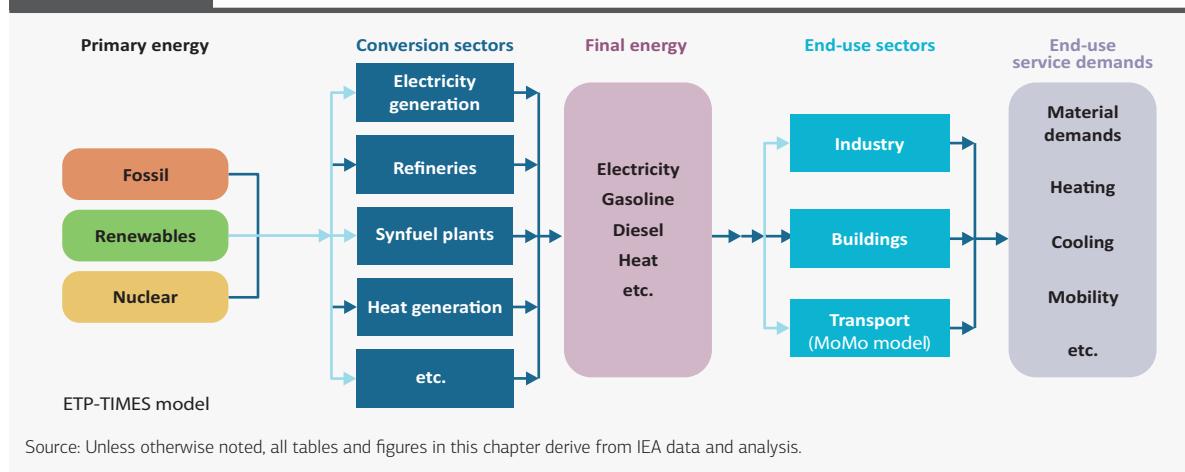 Primary energy
Fossil
Renewables
Nuclear
ETP-TIMES model
Conversion sectors
Electricity
generation
Refineries
Synfuel plants
Heat generation
etc.
Final energy
Electricity
Gasoline
Diesel
Heat
etc.
End-use sectors
Industry
Buildings
Transport
(MoMo model)
End-use
service demands
Material
demands
Heating
Cooling
Mobility
etc.
Source: Unless otherwise noted, all tables and figures in this chapter derive from IEA data and analysis.